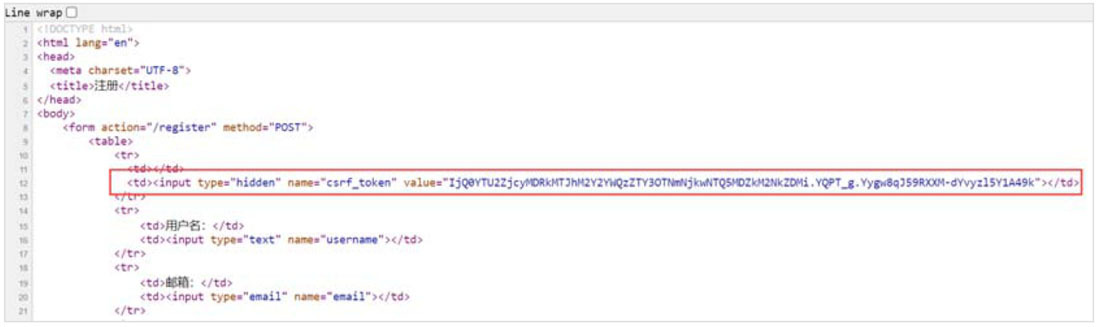 Line wrap
1 <!DOCTYPE html>
2 <html lang="en">
3 <head>
4 <meta charset="UTF-8">
5 <title>注册</title>
6 </head>
7 <body>
8 <form action="/register" method="POST">
9 <table>
10 <tr>
11 <td></td>
12 <td><input type="hidden" name="csrf_token" value="IjQ0YTU2ZjcyMDRkMTJhM2Y2YWQzZTY3OTNmNjkwNTQ5MDZkM2NkZDMi.YQPT_g.Yygw8qJ59RXXM-dYvyzl5Y1A49k"></td>
13 </tr>
14 <tr>
15 <td>用户名：</td>
16 <td><input type="text" name="username"></td>
17 </tr>
18 <tr>
19 <td>邮箱：</td>
20 <td><input type="email" name="email"></td>
21 </tr>